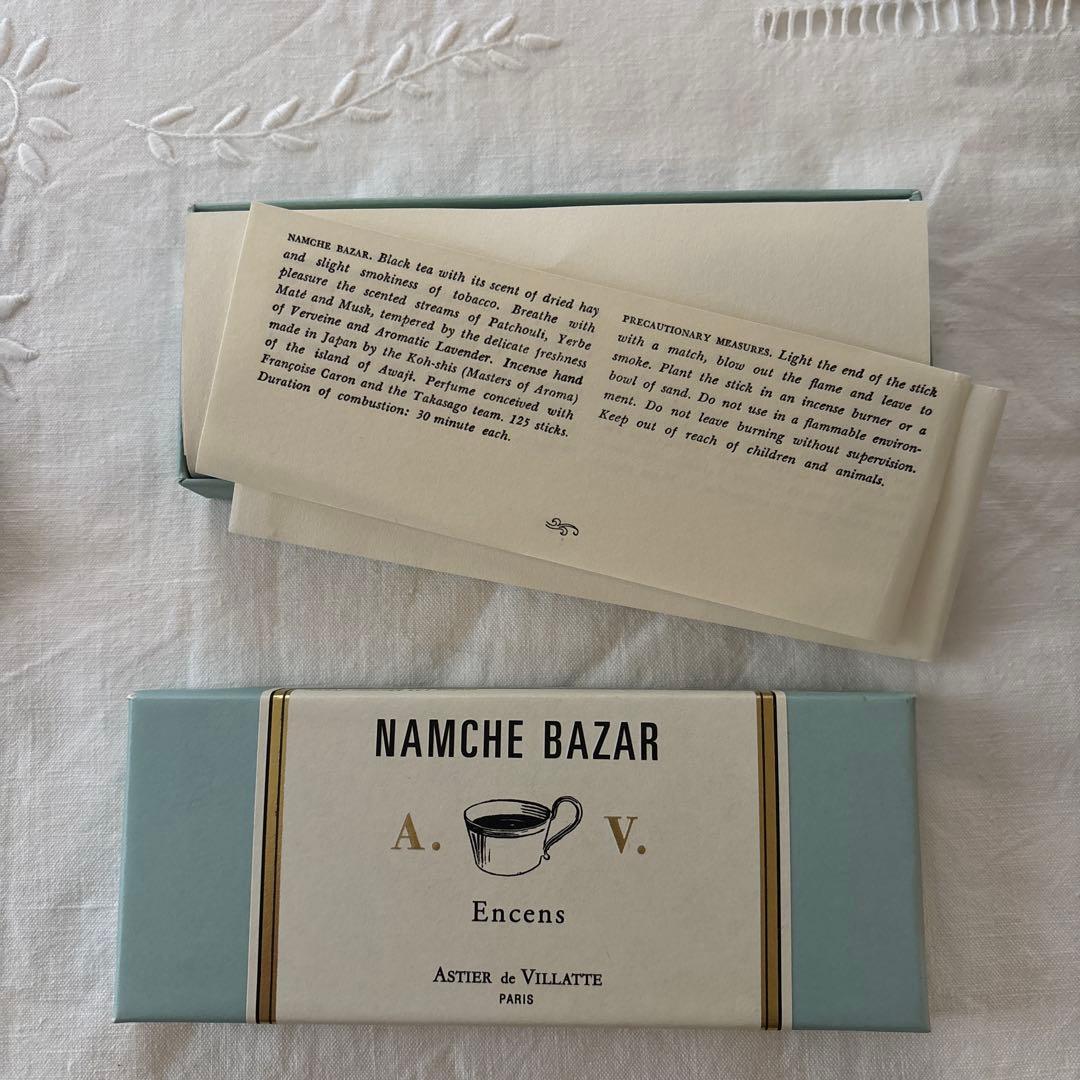 NAMCHE BAZAR. Black tea with its scent of dried hay
and slight smokiness of tobacco. Breathe with
pleasure the scented streams of Patchouli, Yerbe
Maté and Musk, tempered by the delicate freshness
of Verveine and Aromatic Lavender. Incense hand
made in Japan by the Koh-shis (Masters of Aroma)
of the island of Awaji. Perfume conceived with
Françoise Caron and the Takasago team. 125 sticks.
Duration of combustion: 30 minute each.
PRECAUTIONARY MEASURES. Light the end of the stick
with a match, blow out the flame and leave to
smoke. Plant the stick in an incense burner or a
bowl of sand. Do not use in a flammable environ-
ment. Do not leave burning without supervision.
Keep out of reach of children and animals.
NAMCHE BAZAR
A. V.
Encens
ASTIER de VILLATTE
PARIS